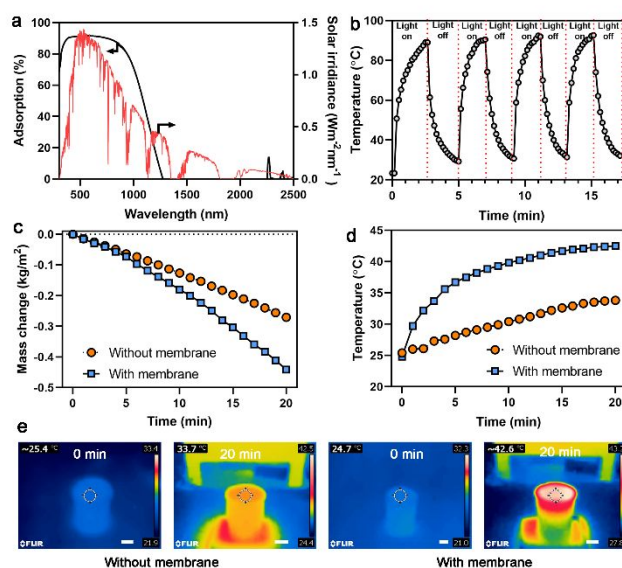 a
Adsorption (%)
100
80
60
40
20
0
500
1000
1500
2000
2500
Wavelength (nm)
1.5
1.0
0.5
0.0
Solar irridiance (Wm⁻²nm⁻¹)
b
Light on
Light off
Light on
Light off
Light on
Light off
Light on
Light off
Temperature (°C)
100
80
60
40
20
0
5
10
15
Time (min)
c
Mass change (kg/m²)
0.0
-0.1
-0.2
-0.3
-0.4
-0.5
0
5
10
15
20
Without membrane
With membrane
Time (min)
d
Temperature (°C)
45
40
35
30
25
20
0
5
10
15
20
Without membrane
With membrane
Time (min)
e
~25.4 °C
0 min
33.4
21.9
FLIR
33.7 °C
20 min
42.5
24.4
FLIR
24.7 °C
0 min
32.3
21.0
FLIR
~42.6 °C
20 min
27.8
FLIR
Without membrane
With membrane